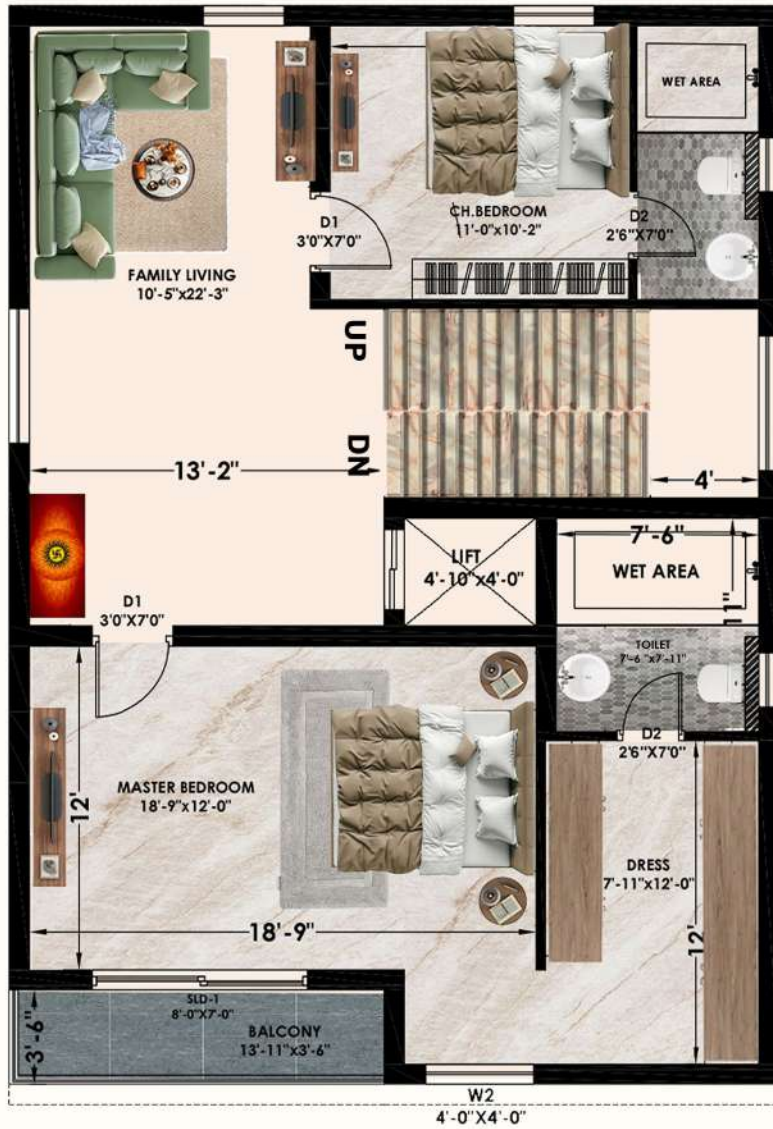 WET AREA
CH.BEDROOM
11'-0"x10'-2"
D1
3'0"X7'0"
D2
2'6"X7'0"
FAMILY LIVING
10'-5"x22'-3"
UP
DN
13'-2"
4'
LIFT
4'-10"x4'-0"
7'-6"
WET AREA
D1
3'0"X7'0"
TOILET
7'-6"x7'-11"
D2
2'6"X7'0"
MASTER BEDROOM
18'-9"x12'-0"
12'
DRESS
7'-11"x12'-0"
18'-9"
12'
SLD-1
8'-0"X7'-0"
BALCONY
13'-11"x3'-6"
3'-6"
W2
4'-0"X4'-0"